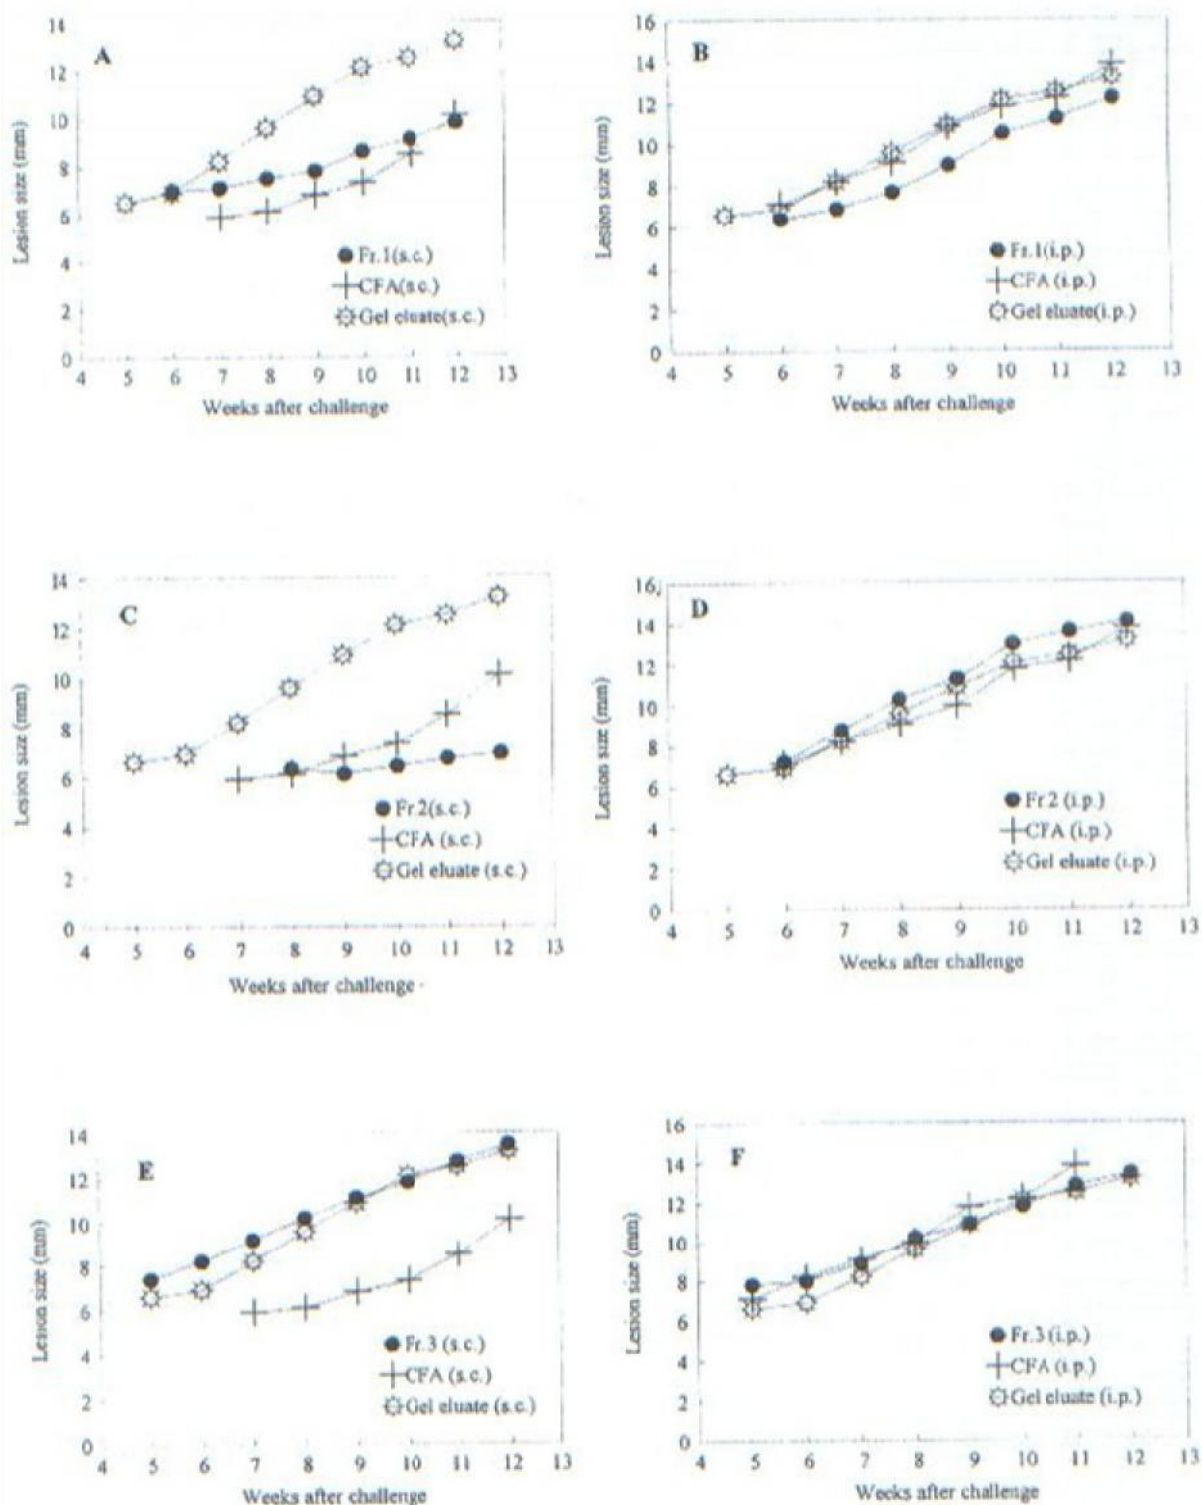 A
14
12
10
8
6
4
2
0
Lesion size (mm)
Fr.1(s.c.)
CFA(s.c.)
Gel eluate(s.c.)
4 5 6 7 8 9 10 11 12 13
Weeks after challenge
B
16
14
12
10
8
6
4
2
0
Lesion size (mm)
Fr.1(i.p.)
CFA (i.p.)
Gel eluate(i.p.)
4 5 6 7 8 9 10 11 12 13
Weeks after challenge
C
14
12
10
8
6
4
2
0
Lesion size (mm)
Fr2(s.c.)
CFA (s.c.)
Gel eluate (s.c.)
4 5 6 7 8 9 10 11 12 13
Weeks after challenge
D
16
14
12
10
8
6
4
2
0
Lesion size (mm)
Fr2 (i.p.)
CFA (i.p.)
Gel eluate (i.p.)
4 5 6 7 8 9 10 11 12 13
Weeks after challenge
E
14
12
10
8
6
4
2
0
Lesion size (mm)
Fr.3 (s.c.)
CFA (s.c.)
Gel eluate (s.c.)
4 5 6 7 8 9 10 11 12 13
Weeks after challenge
F
16
14
12
10
8
6
4
2
0
Lesion size (mm)
Fr.3 (i.p.)
CFA (i.p.)
Gel eluate (i.p.)
4 5 6 7 8 9 10 11 12 13
Weeks after challenge